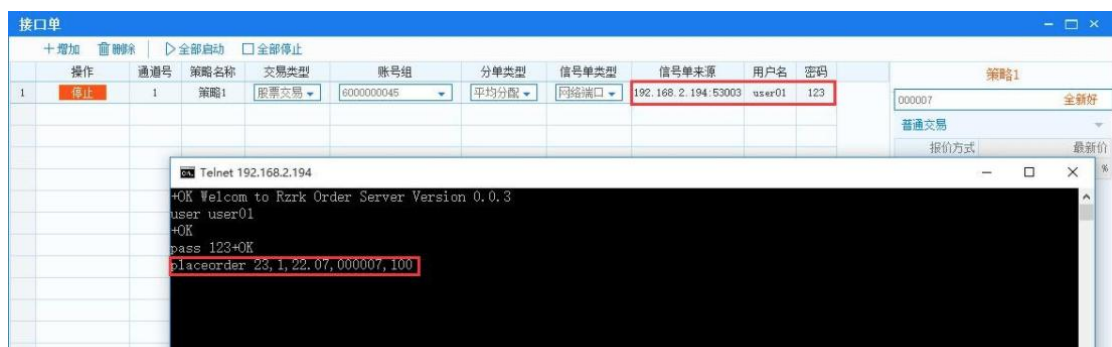 接口单
增加 删除 全部启动 全部停止
操作 通道号 策略名称 交易类型 账号组 分单类型 信号单类型 信号单来源 用户名 密码
1 停止 1 策略1 股票交易 6000000045 平均分配 网络端口 192.168.2.194:53003 user01 123
策略1
000007 全新好
普通交易
报价方式 最新价
%
Telnet 192.168.2.194
+OK Welcom to Rzrk Order Server Version 0.0.3
user user01
+OK
pass 123+OK
placeorder 23,1,22.07,000007,100